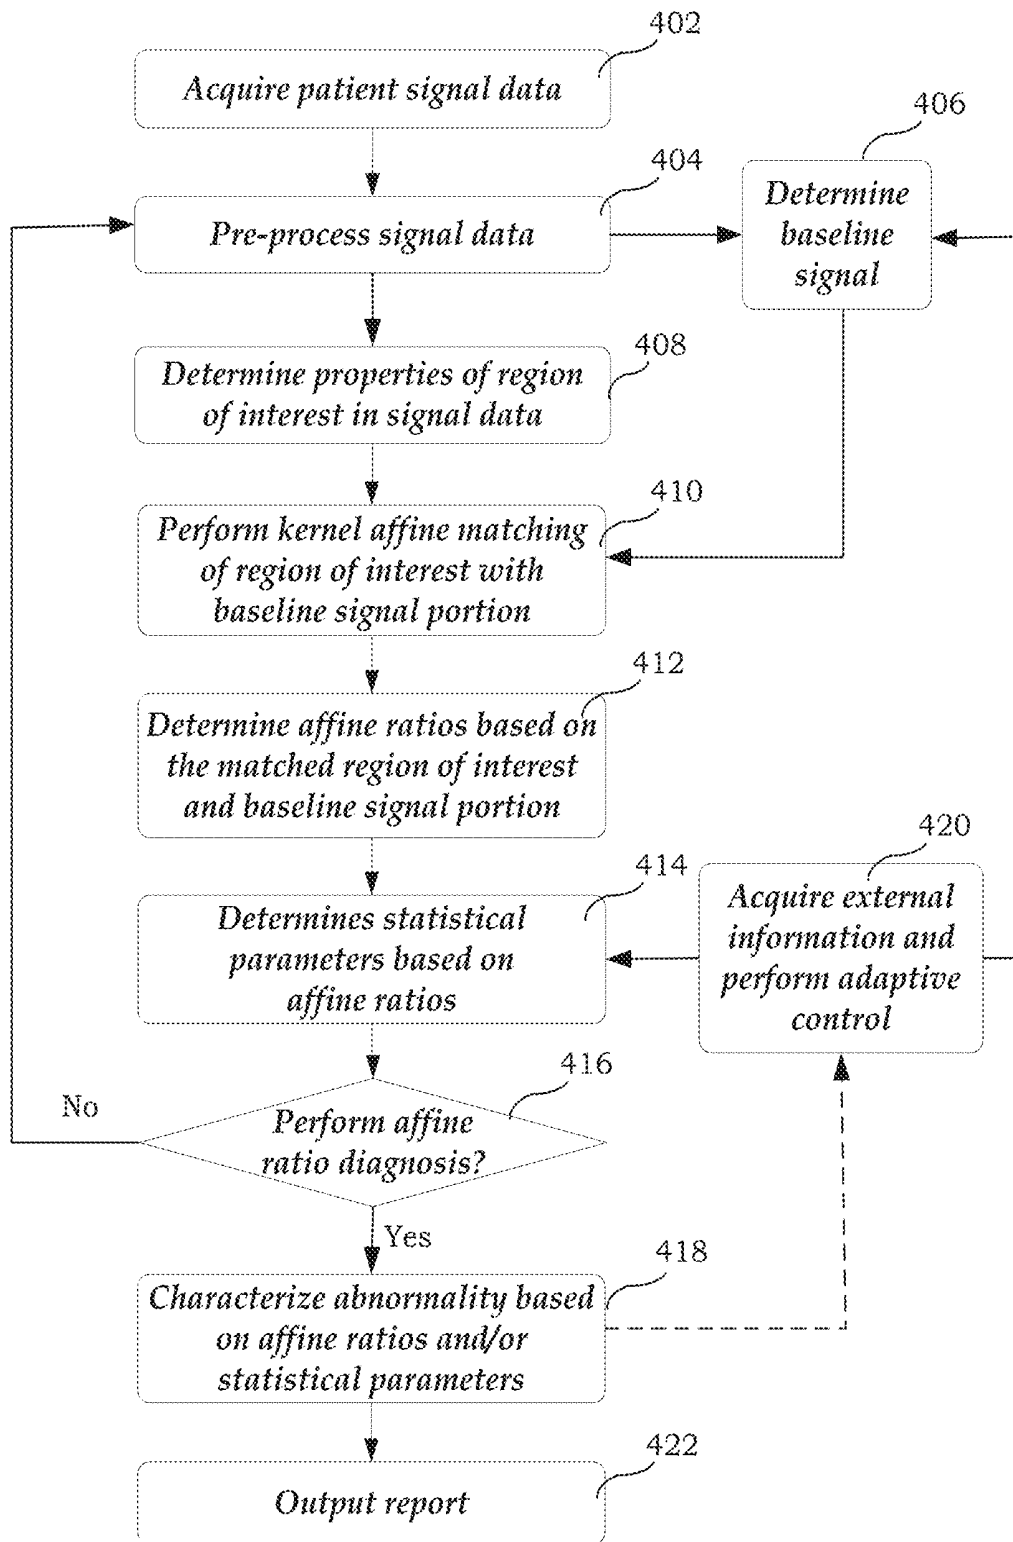 402
Acquire patient signal data
406
404
Determine
baseline
signal
Pre-process signal data
408
Determine properties of region
of interest in signal data
410
Perform kernel affine matching
of region of interest with
baseline signal portion
412
Determine affine ratios based on
the matched region of interest
and baseline signal portion
420
414
Acquire external
information and
perform adaptive
control
Determines statistical
parameters based on
affine ratios
416
No
Perform affine
ratio diagnosis?
Yes
418
Characterize abnormality based
on affine ratios and/or
statistical parameters
422
Output report